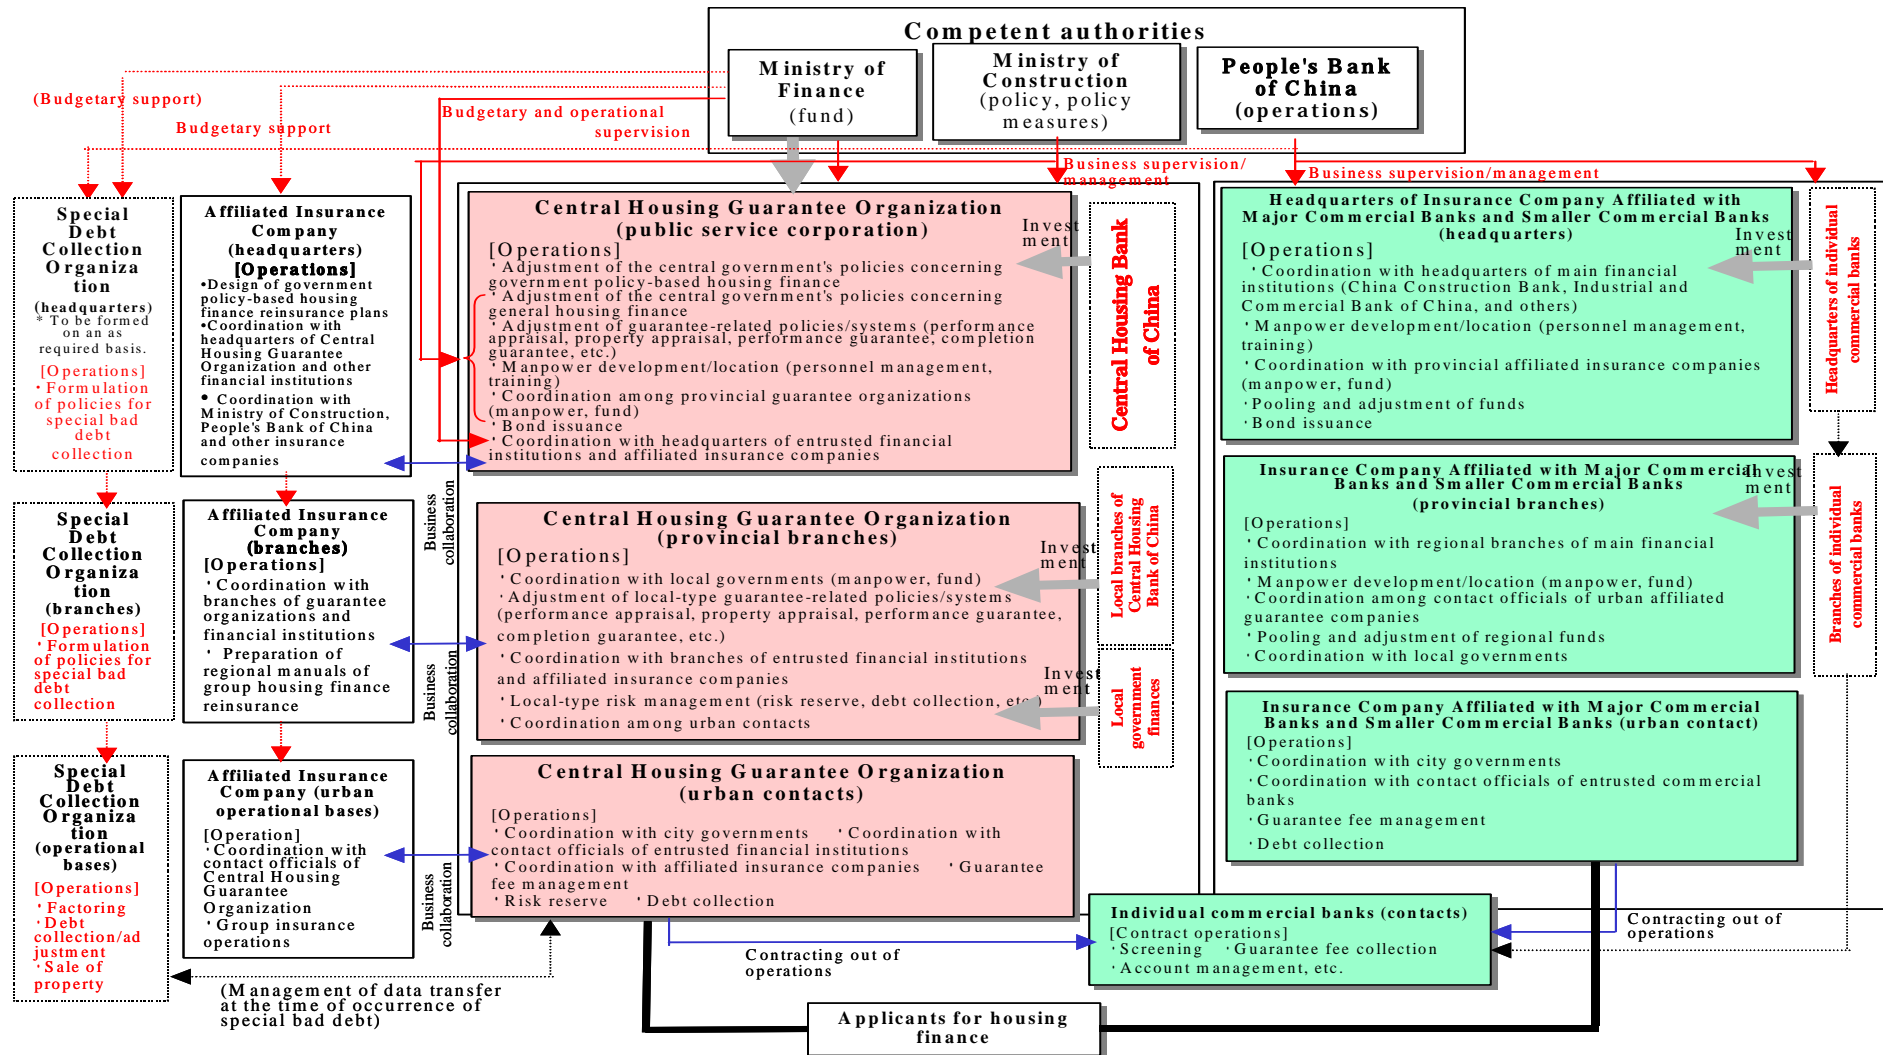 Competent authorities
Ministry of
Finance
(fund)
Ministry of
Construction
(policy, policy
measures)
People's Bank
of China
(operations)
(Budgetary support)
Budgetary support
Budgetary and operational
supervision
Business supervision/
management
Business supervision/management
Special
Debt
Collection
Organiza
tion
(headquarters)
* To be formed
on an as
required basis.
[Operations]
・Formulation
of policies for
special bad
debt
collection
Affiliated Insurance
Company
(headquarters)
[Operations]
•Design of government
policy-based housing
finance reinsurance plans
•Coordination with
headquarters of Central
Housing Guarantee
Organization and other
financial institutions
• Coordination with
Ministry of Construction,
People's Bank of China
and other insurance
companies
Central Housing Guarantee Organization
(public service corporation)
[Operations]
・Adjustment of the central government's policies concerning
government policy-based housing finance
・Adjustment of the central government's policies concerning
general housing finance
・Adjustment of guarantee-related policies/systems (performance
appraisal, property appraisal, performance guarantee, completion
guarantee, etc.)
・Manpower development/location (personnel management,
training)
・Coordination among provincial guarantee organizations
(manpower, fund)
・Bond issuance
・Coordination with headquarters of entrusted financial
institutions and affiliated insurance companies
Invest
ment
Central Housing Bank
of China
Headquarters of Insurance Company Affiliated with
Major Commercial Banks and Smaller Commercial Banks
(headquarters)
[Operations]
・Coordination with headquarters of main financial
institutions (China Construction Bank, Industrial and
Commercial Bank of China, and others)
・Manpower development/location (personnel management,
training)
・Coordination with provincial affiliated insurance companies
(manpower, fund)
・Pooling and adjustment of funds
・Bond issuance
Invest
ment
Headquarters of individual
commercial banks
Special
Debt
Collection
Organiza
tion
(branches)
[Operations]
・Formulation
of policies for
special bad
debt
collection
Affiliated Insurance
Company
(branches)
[Operations]
・Coordination with
branches of guarantee
organizations and
financial institutions
・Preparation of
regional manuals of
group housing finance
reinsurance
Business
collaboration
Central Housing Guarantee Organization
(provincial branches)
[Operations]
・Coordination with local governments (manpower, fund)
・Adjustment of local-type guarantee-related policies/systems
(performance appraisal, property appraisal, performance guarantee,
completion guarantee, etc.)
・Coordination with branches of entrusted financial institutions
and affiliated insurance companies
・Local-type risk management (risk reserve, debt collection, etc.)
・Coordination among urban contacts
Invest
ment
Local branches of
Central Housing
Bank of China
Invest
ment
Local
government
finances
Insurance Company Affiliated with Major Commercial
Banks and Smaller Commercial Banks
(provincial branches)
[Operations]
・Coordination with regional branches of main financial
institutions
・Manpower development/location (manpower, fund)
・Coordination among contact officials of urban affiliated
guarantee companies
・Pooling and adjustment of regional funds
・Coordination with local governments
Invest
ment
Branches of individual
commercial banks
Business
collaboration
Special
Debt
Collection
Organiza
tion
(operational
bases)
[Operations]
・Factoring
・Debt
collection/ad
justment
・Sale of
property
Affiliated Insurance
Company (urban
operational bases)
[Operation]
・Coordination with
contact officials of
Central Housing
Guarantee
Organization
・Group insurance
operations
Business
collaboration
Central Housing Guarantee Organization
(urban contacts)
[Operations]
・Coordination with city governments ・Coordination with
contact officials of entrusted financial institutions
・Coordination with affiliated insurance companies ・Guarantee
fee management
・Risk reserve ・Debt collection
Insurance Company Affiliated with Major Commercial
Banks and Smaller Commercial Banks (urban contact)
[Operations]
・Coordination with city governments
・Coordination with contact officials of entrusted commercial
banks
・Guarantee fee management
・Debt collection
Individual commercial banks (contacts)
[Contract operations]
・Screening ・Guarantee fee collection
・Account management, etc.
Contracting out of
operations
Contracting out of
operations
(Management of data transfer
at the time of occurrence of
special bad debt)
Applicants for housing
finance